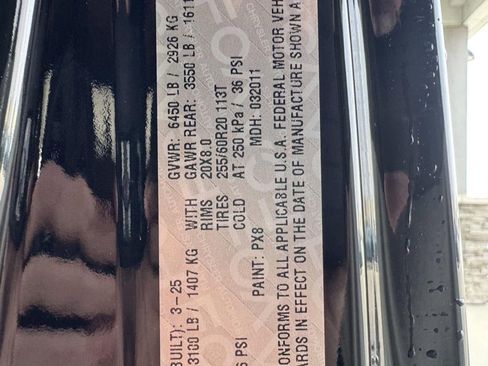 BUILT): 3-25 GVWR: 6450 LB / 2926 KG
3100 LB / 1407 KG WITH GAWR REAR: 3550 LB / 1611
RIMS 20X8.0
TIRES 255/60R20 113T
PSI COLD AT 250 kPa / 36 PSI
PAINT: PX8 MDH: 032011
CONFORMS TO ALL APPLICABLE U.S.A. FEDERAL MOTOR VEH
ARDS IN EFFECT ON THE DATE OF MANUFACTURE SHOWN A